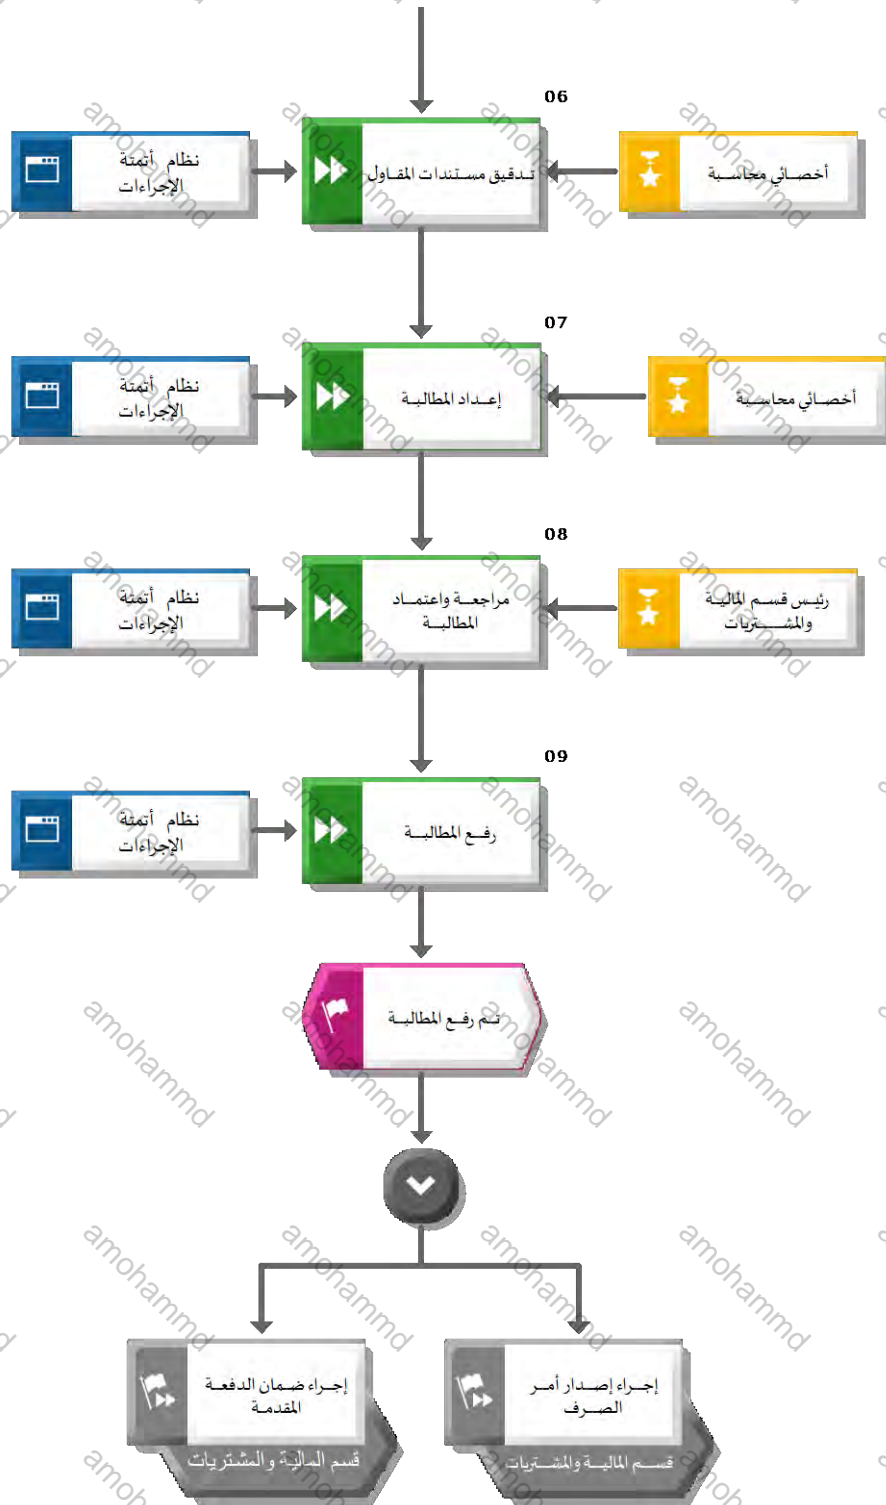 06
أخصائي محاسبة
تدقيق مستندات المقاول
نظام أتمتة
الإجراءات
07
أخصائي محاسبة
إعداد المطالبة
نظام أتمتة
الإجراءات
08
رئيس قسم المالية
والمشتريات
مراجعة واعتماد
المطالبة
نظام أتمتة
الإجراءات
09
رفع المطالبة
نظام أتمتة
الإجراءات
تم رفع المطالبة
إجراء إصدار أمر
الصرف
قسم المالية والمشتريات
إجراء ضمان الدفعة
المقدمة
قسم المالية والمشتريات
amohammd